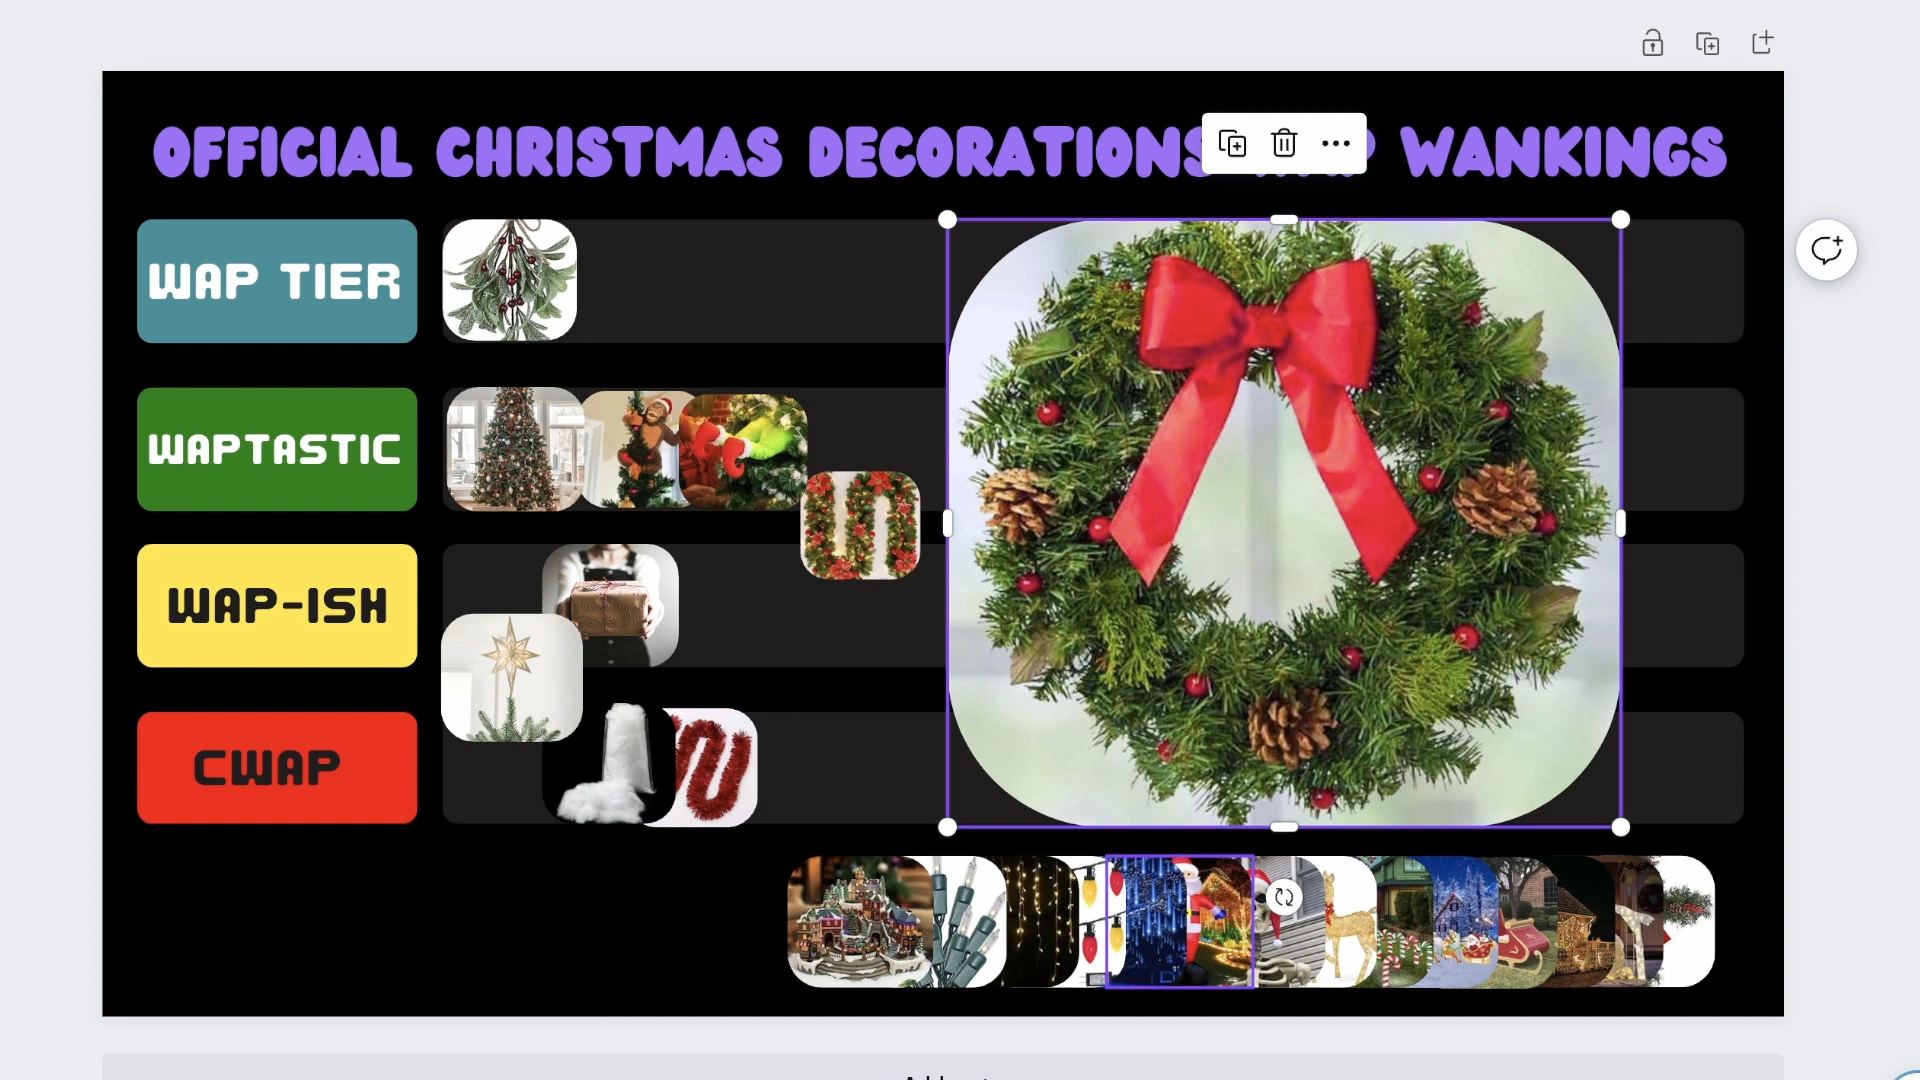 OFFICIAL CHRISTMAS DECORATIONS WANKINGS
WAP TIER
WAPTASTIC
WAP-ISH
CWAP